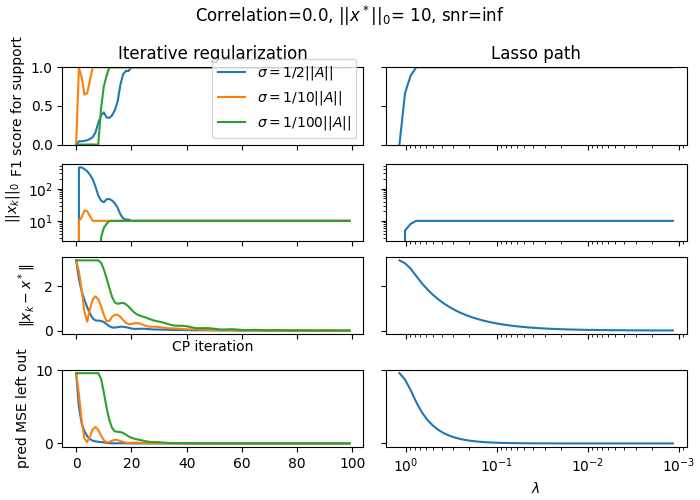 Correlation=0.0, ||x*||₀= 10, snr=inf
Iterative regularization
Lasso path
F1 score for support
1.0
0.5
0.0
σ = 1/2||A||
σ = 1/10||A||
σ = 1/100||A||
||xₖ||₀
10²
10¹
‖xₖ − x*‖
2
0
CP iteration
pred MSE left out
10
0
0 20 40 60 80 100
10⁰ 10⁻¹ 10⁻² 10⁻³
λ